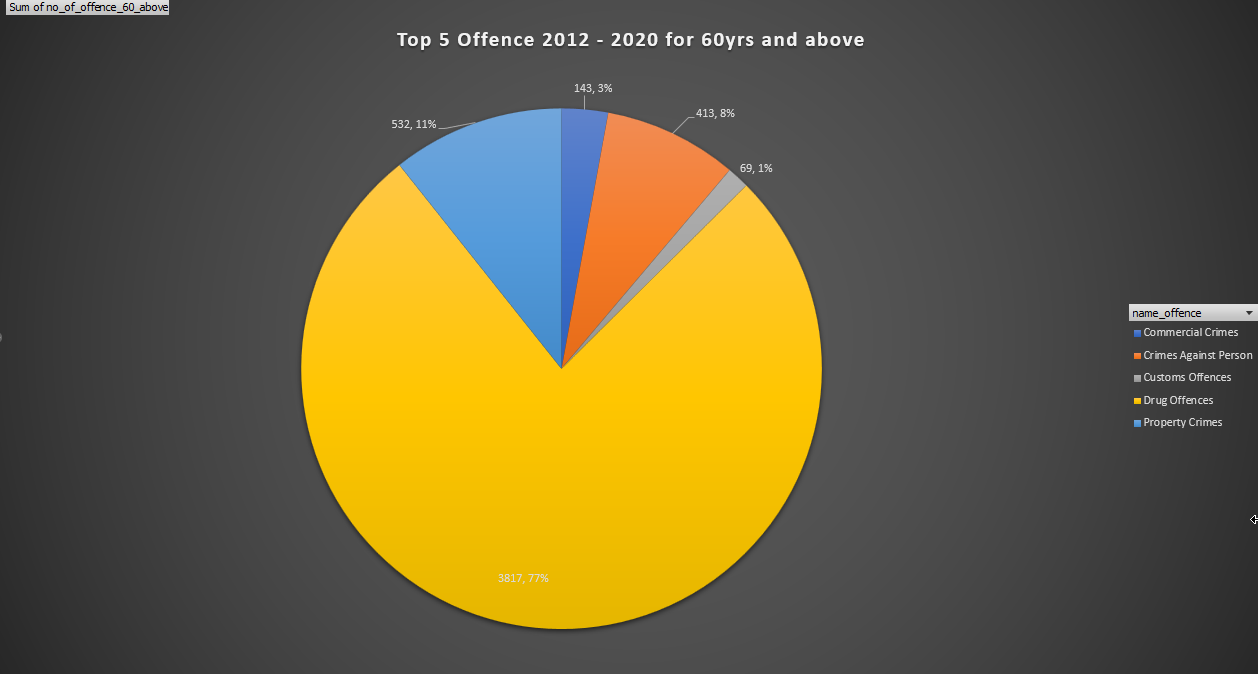 Sum of no_of_offence_60_above
Top 5 Offence 2012 - 2020 for 60yrs and above
143, 3%
413, 8%
532, 11%
69, 1%
3817, 77%
name_offence
Commercial Crimes
Crimes Against Person
Customs Offences
Drug Offences
Property Crimes